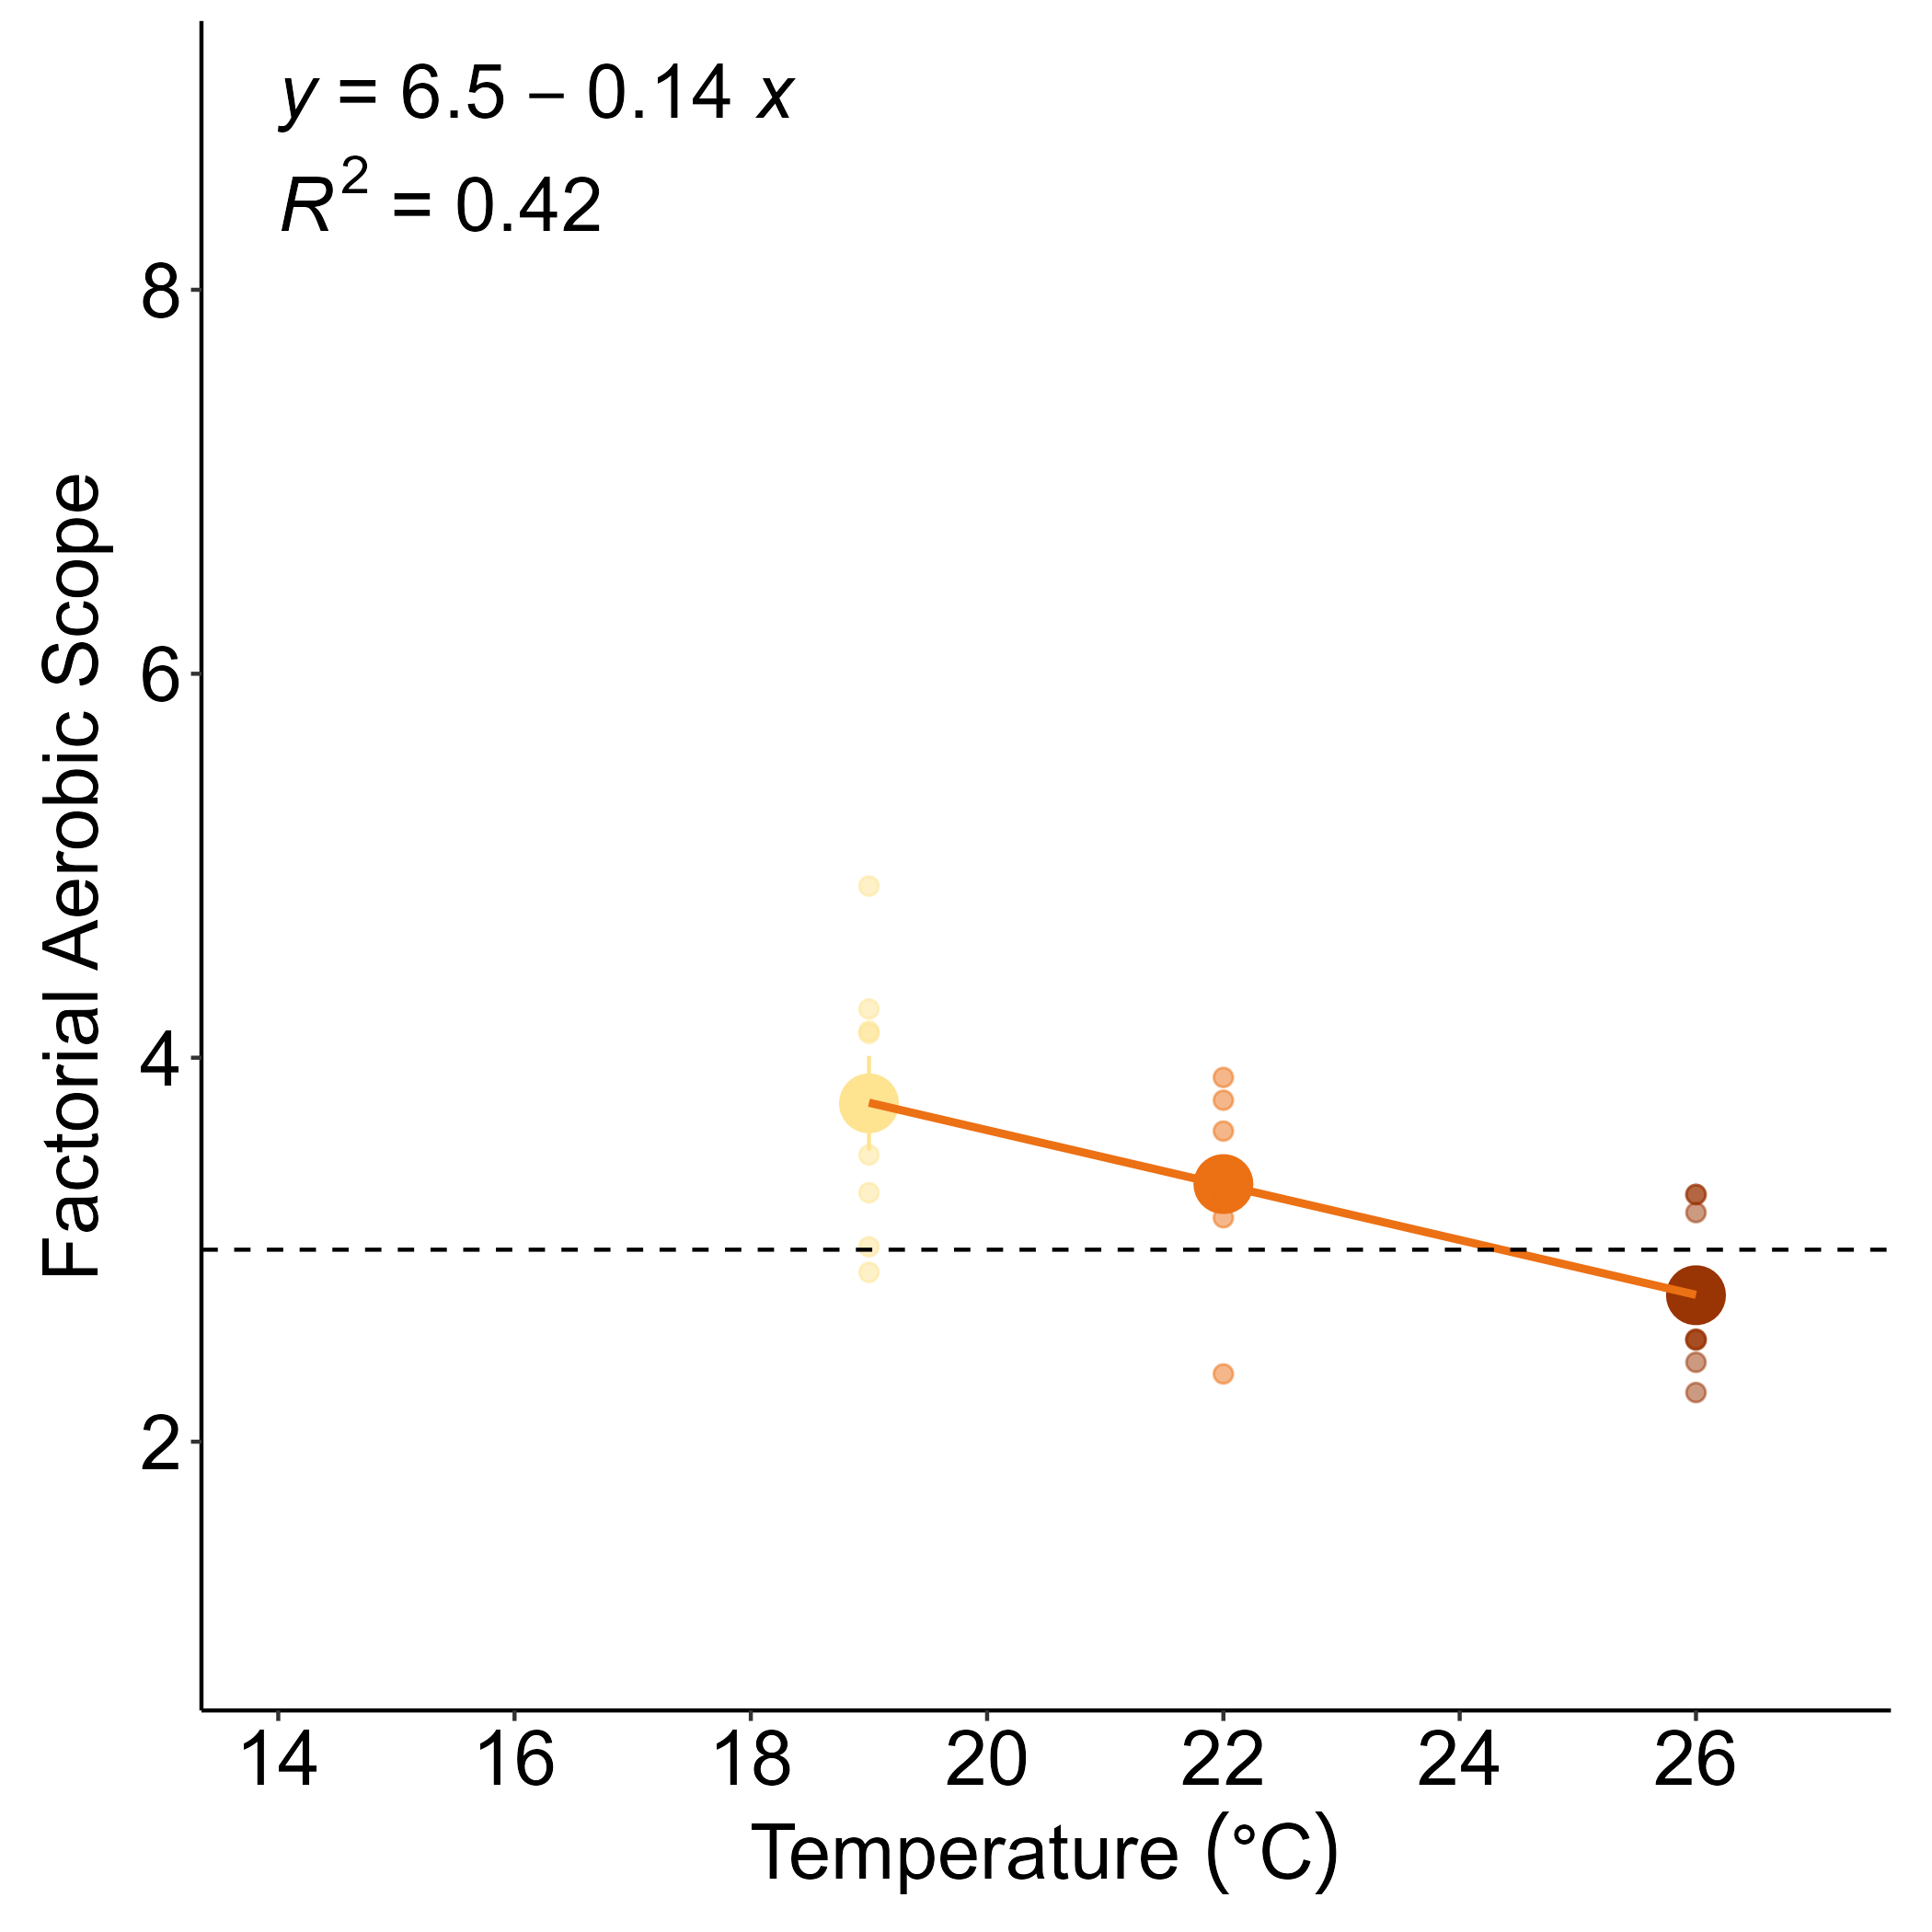 y = 6.5 – 0.14 x
R² = 0.42
8
6
4
2
Factorial Aerobic Scope
14 16 18 20 22 24 26
Temperature (°C)